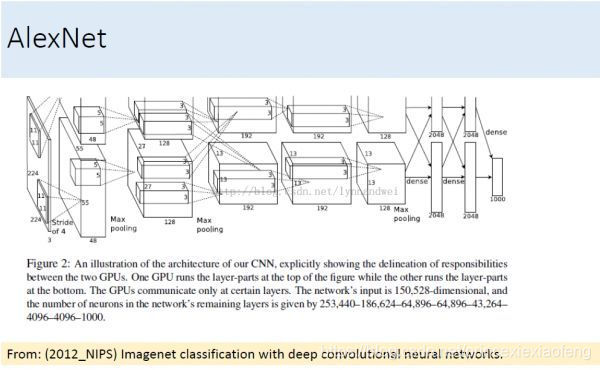 AlexNet
3 3 3
11 5 5 3 3 3
11 48 192 192 128 2048 2048 dense
55 27 128
224 13 13 13
5 3 3 3
5 3 3 3
11 27 13 13 13
11 55 dense dense 1000
224 Stride of 4 Max pooling 128 Max pooling 192 192 128 Max pooling 2048 2048
3 48
Figure 2: An illustration of the architecture of our CNN, explicitly showing the delineation of responsibilities
between the two GPUs. One GPU runs the layer-parts at the top of the figure while the other runs the layer-parts
at the bottom. The GPUs communicate only at certain layers. The network's input is 150,528-dimensional, and
the number of neurons in the network's remaining layers is given by 253,440–186,624–64,896–64,896–43,264–
4096–4096–1000.
From: (2012_NIPS) Imagenet classification with deep convolutional neural networks.